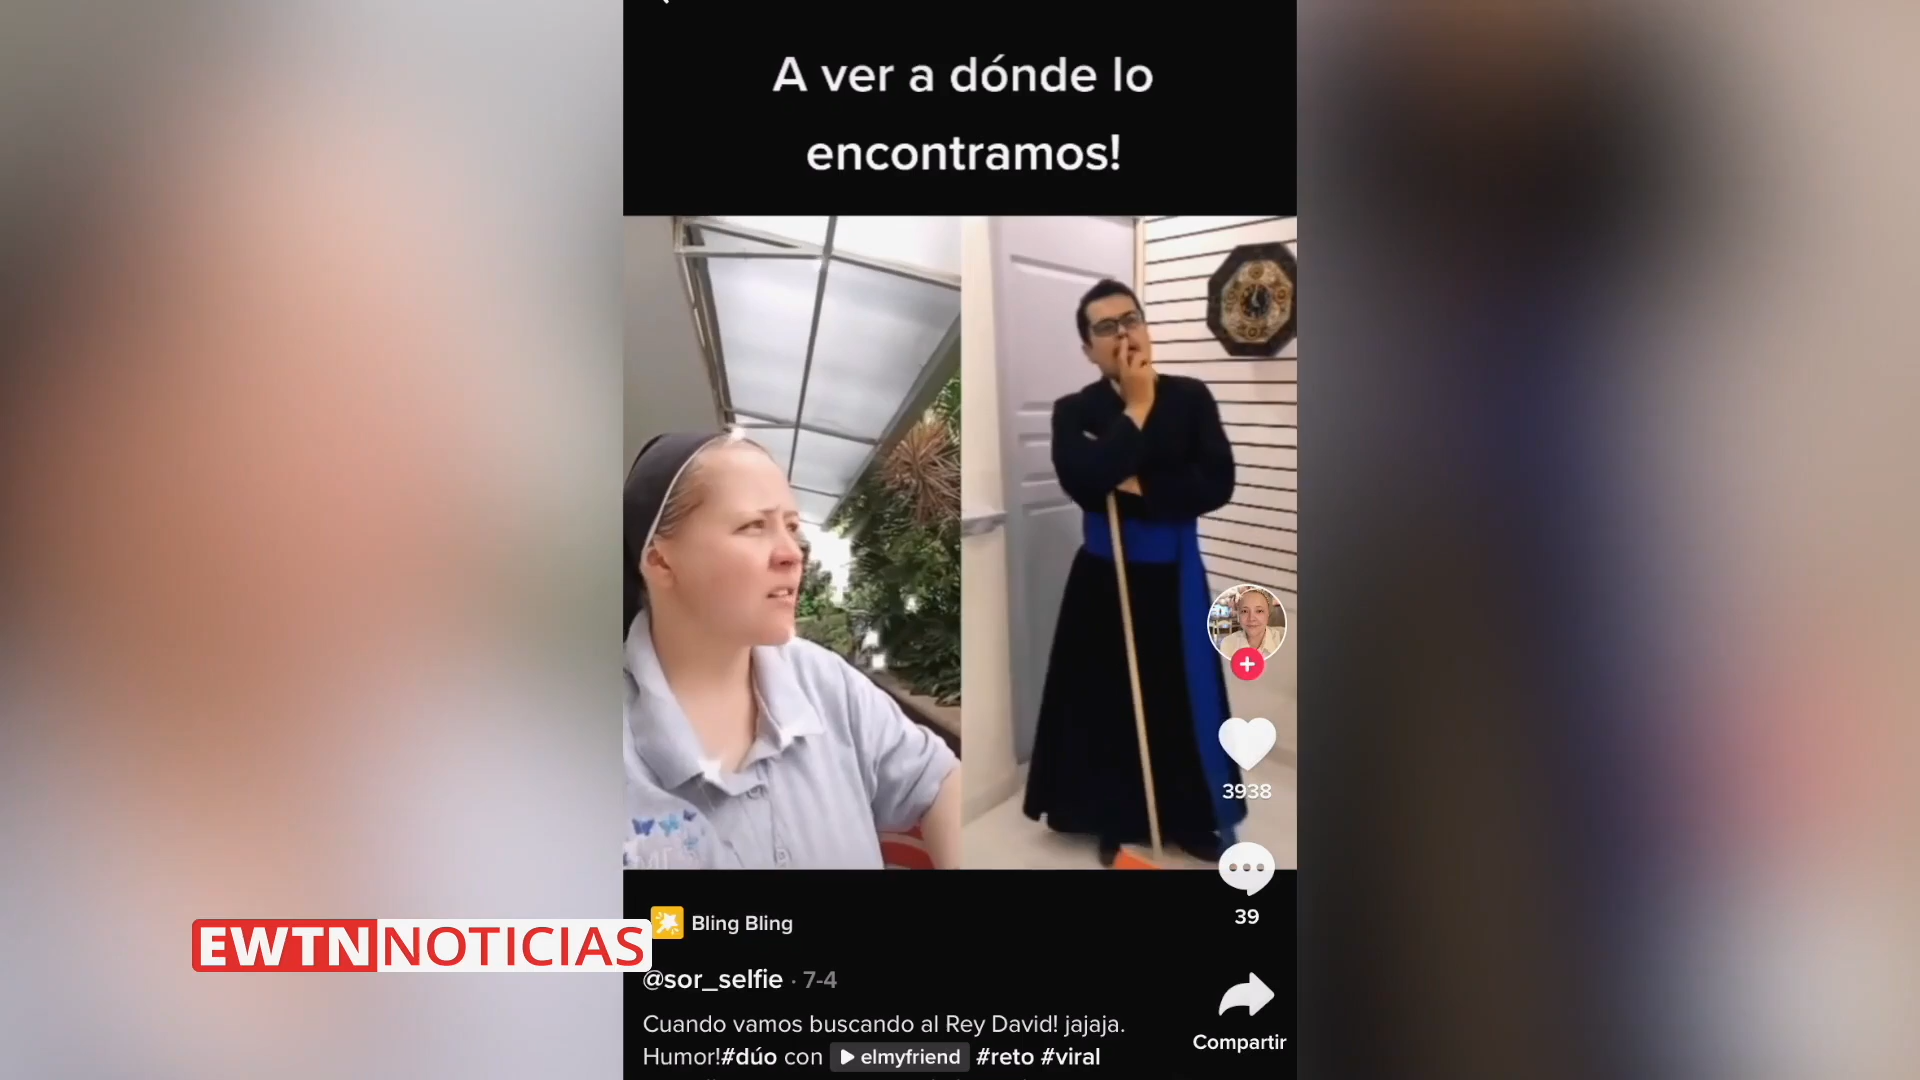 A ver a dónde lo
encontramos!
3938
39
Bling Bling
EWTN NOTICIAS
@sor_selfie · 7-4
Cuando vamos buscando al Rey David! jajaja.
Humor!#dúo con elmyfriend #reto #viral
Compartir